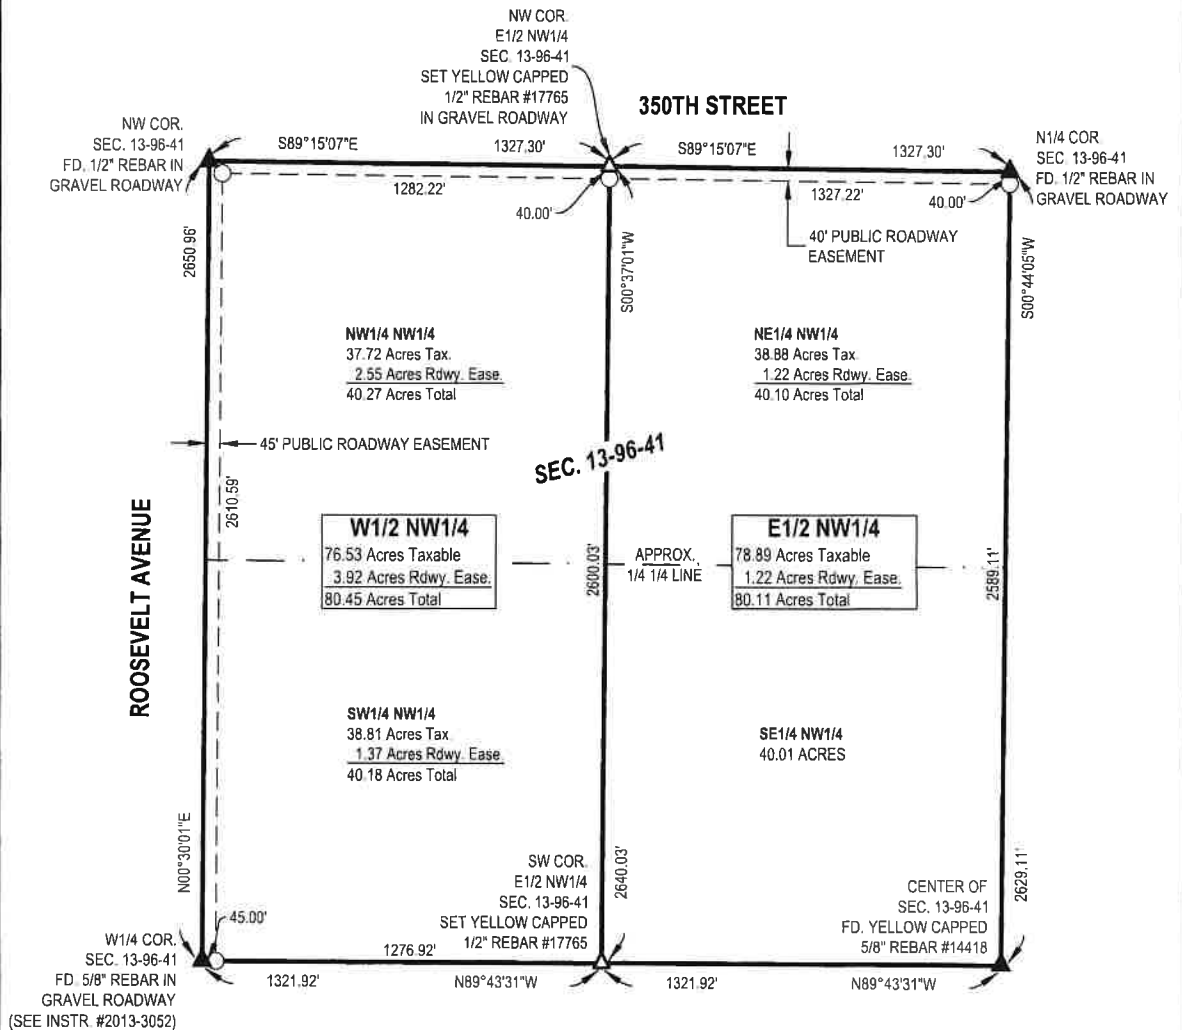 NW COR.
E1/2 NW1/4
SEC. 13-96-41
SET YELLOW CAPPED
1/2" REBAR #17765
IN GRAVEL ROADWAY
350TH STREET
NW COR.
SEC. 13-96-41
FD. 1/2" REBAR IN
GRAVEL ROADWAY
S89°15'07"E
1327.30'
S89°15'07"E
1327.30'
N1/4 COR.
SEC. 13-96-41
FD. 1/2" REBAR IN
GRAVEL ROADWAY
1282.22'
40.00'
1327.22'
40.00'
40' PUBLIC ROADWAY
EASEMENT
2650.96'
S00°37'01"W
S00°44'05"W
NW1/4 NW1/4
37.72 Acres Tax.
2.55 Acres Rdwy. Ease.
40.27 Acres Total
NE1/4 NW1/4
38.88 Acres Tax.
1.22 Acres Rdwy. Ease.
40.10 Acres Total
45' PUBLIC ROADWAY EASEMENT
SEC. 13-96-41
2610.59'
ROOSEVELT AVENUE
W1/2 NW1/4
76.53 Acres Taxable
3.92 Acres Rdwy. Ease.
80.45 Acres Total
2600.03'
APPROX.
1/4 1/4 LINE
E1/2 NW1/4
78.89 Acres Taxable
1.22 Acres Rdwy. Ease.
80.11 Acres Total
2589.11'
SW1/4 NW1/4
38.81 Acres Tax
1.37 Acres Rdwy. Ease
40.18 Acres Total
SE1/4 NW1/4
40.01 ACRES
N00°30'01"E
SW COR.
E1/2 NW1/4
SEC. 13-96-41
SET YELLOW CAPPED
1/2" REBAR #17765
2640.03'
CENTER OF
SEC. 13-96-41
FD. YELLOW CAPPED
5/8" REBAR #14418
2629.11'
45.00'
W1/4 COR.
SEC. 13-96-41
FD. 5/8" REBAR IN
GRAVEL ROADWAY
(SEE INSTR. #2013-3052)
1276.92'
1321.92'
N89°43'31"W
1321.92'
N89°43'31"W